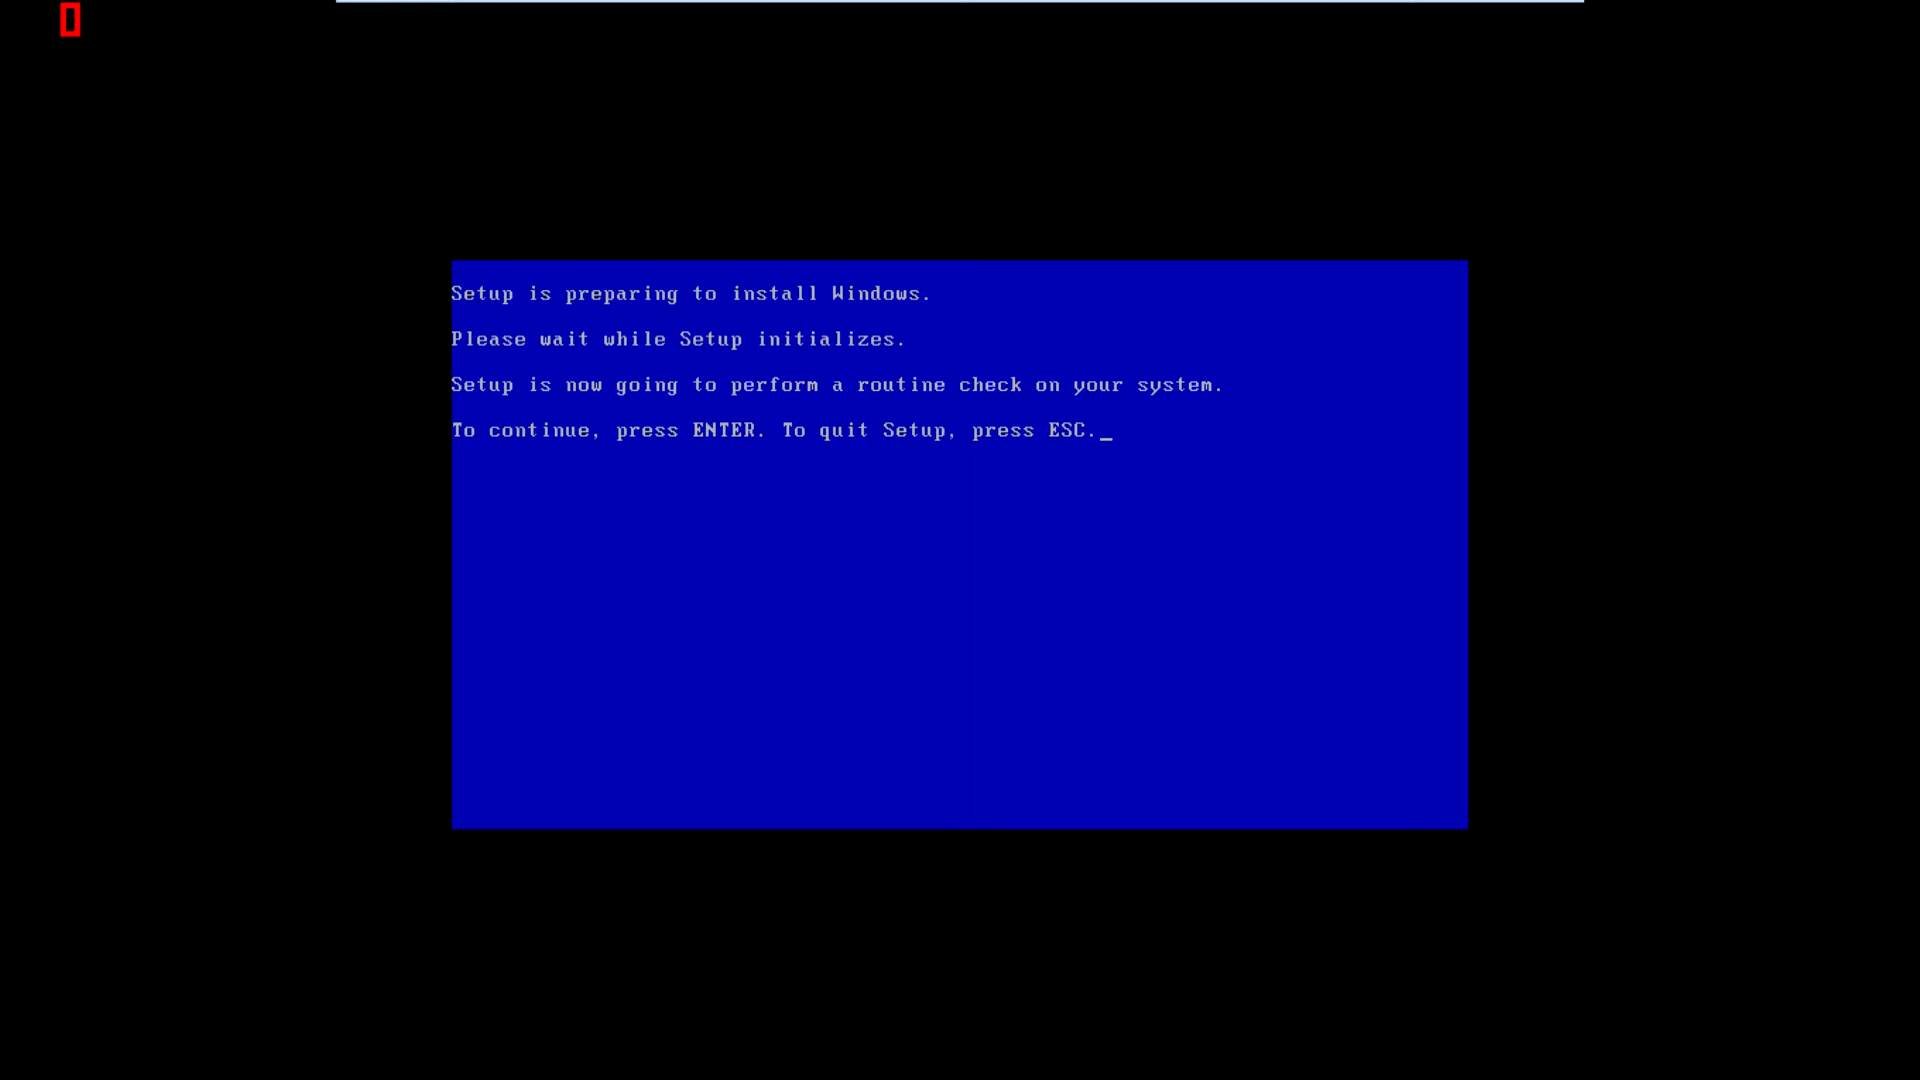 Setup is preparing to install Windows.
Please wait while Setup initializes.
Setup is now going to perform a routine check on your system.
To continue, press ENTER. To quit Setup, press ESC._